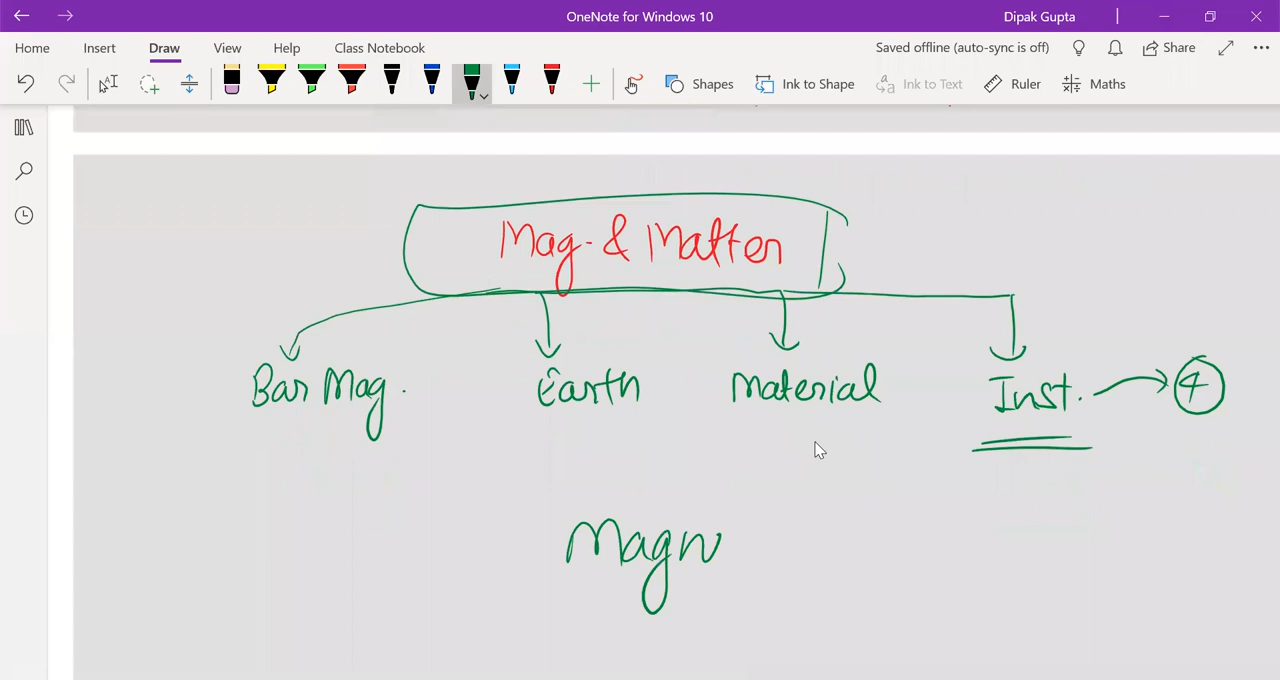 OneNote for Windows 10
Dipak Gupta
Home Insert Draw View Help Class Notebook
Saved offline (auto-sync is off) Share
Shapes Ink to Shape Ink to Text Ruler Maths
Mag. & Matter
Bar Mag. Earth Material Inst. 4
Magn